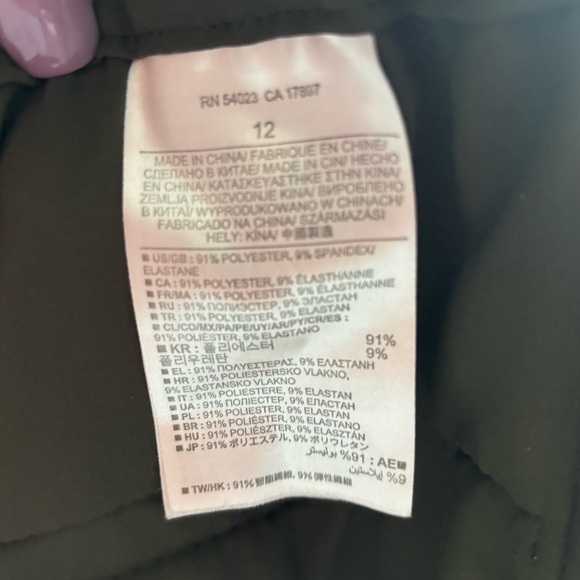 RN 54023 CA 17897
12
MADE IN CHINA/ FABRIQUE EN CHINE/
СДЕЛАНО В КИТАЕ/ MADE IN CIN/ HECHO
EN CHINA/ ΚΑΤΑΣΚΕΥΑΣΤΗΚΕ ΣΤΗΝ ΚΙΝΑ/
ZEMLJA PROIZVODNJE KINA/ ВИРОБЛЕНО
В КИТАЇ/ WYPRODUKOWANO W CHINACH/
FABRICADO NA CHINA/ SZÁRMAZÁSI
HELY: KÍNA/ 中國製造
■ US/GB : 91% POLYESTER, 9% SPANDEX/
ELASTANE
■ CA : 91% POLYESTER, 9% ÉLASTHANNE
■ FR/MA : 91% POLYESTER, 9% ÉLASTHANNE
■ RU : 91% ПОЛИЭСТЕР, 9% ЭЛАСТАН
■ TR : 91% POLYESTER, 9% ELASTAN
■ CL/CO/MX/PA/PE/UY/AR/PY/CR/ES :
91% POLIÉSTER, 9% ELASTANO
■ KR : 폴리에스터 91%
폴리우레탄 9%
■ EL : 91% ΠΟΛΥΕΣΤΕΡΑΣ, 9% ΕΛΑΣΤΑΝΗ
■ HR : 91% POLIESTERSKO VLAKNO,
9% ELASTANSKO VLAKNO
■ IT : 91% POLIESTERE, 9% ELASTAN
■ UA : 91% ПОЛІЕСТЕР, 9% ЕЛАСТАН
■ PL : 91% POLIESTER, 9% ELASTAN
■ BR : 91% POLIÉSTER, 9% ELASTANO
■ HU : 91% POLIÉSZTER, 9% ELASZTÁN
■ JP : 91% ポリエステル, 9% ポリウレタン
■ AE : 91% بوليستر
9% إيلاستين
■ TW/HK : 91% 聚酯纖維, 9% 彈性纖維